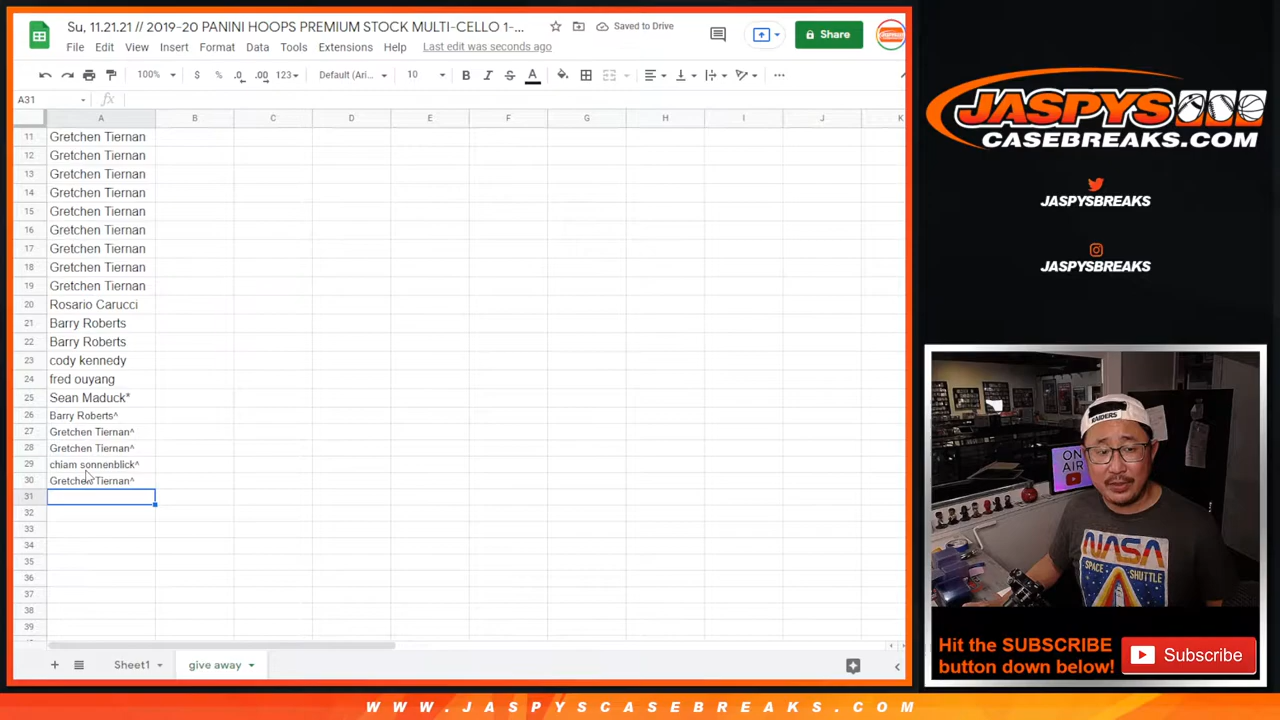 Su, 11.21.21 // 2019-20 PANINI HOOPS PREMIUM STOCK MULTI-CELLO 1-...
Saved to Drive
Share
File Edit View Insert Format Data Tools Extensions Help Last edit was seconds ago
100% $ % .0 .00 123 Default (Ari... 10 B I S A
A31 fx
A B C D E F G H I J K
11 Gretchen Tiernan
12 Gretchen Tiernan
13 Gretchen Tiernan
14 Gretchen Tiernan
15 Gretchen Tiernan
16 Gretchen Tiernan
17 Gretchen Tiernan
18 Gretchen Tiernan
19 Gretchen Tiernan
20 Rosario Carucci
21 Barry Roberts
22 Barry Roberts
23 cody kennedy
24 fred ouyang
25 Sean Maduck*
26 Barry Roberts^
27 Gretchen Tiernan^
28 Gretchen Tiernan^
29 chiam sonnenblick^
30 Gretchen Tiernan^
31
32
33
34
35
36
37
38
39
Sheet1 give away
JASPYS
CASEBREAKS.COM
JASPYSBREAKS
JASPYSBREAKS
RAIDERS
ON
AIR
NASA
SPACE SHUTTLE
Hit the SUBSCRIBE
button down below!
Subscribe
WWW.JASPYSCASEBREAKS.COM